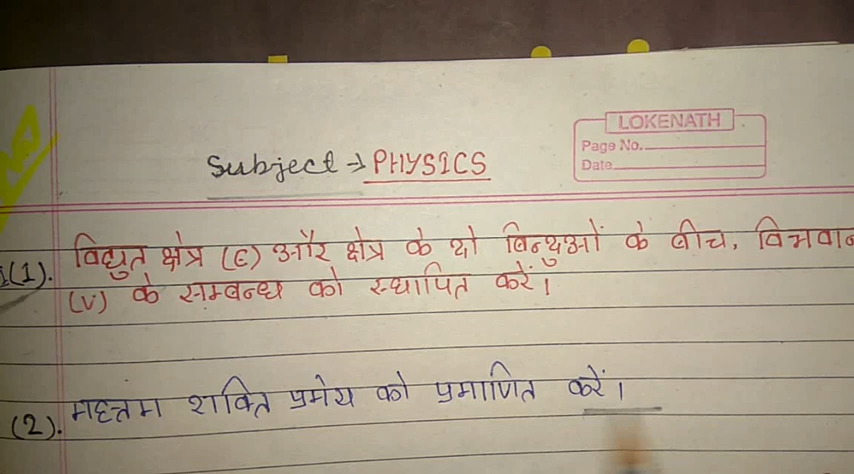 LOKENATH
Page No.
Date
Subject → PHYSICS
(1). विद्युत क्षेत्र (E) और क्षेत्र के दो बिन्दुओं के बीच, विभवान
(V) के सम्बन्ध को स्थापित करें।
(2). महत्तम शक्ति प्रमेय को प्रमाणित करें।